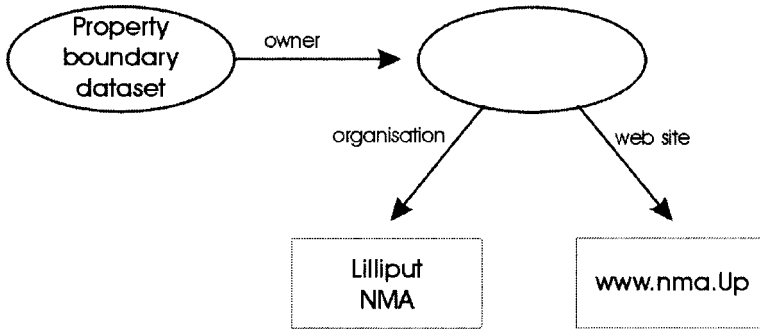 Property
boundary
dataset
owner
organisation
web site
Lilliput
NMA
www.nma.Up